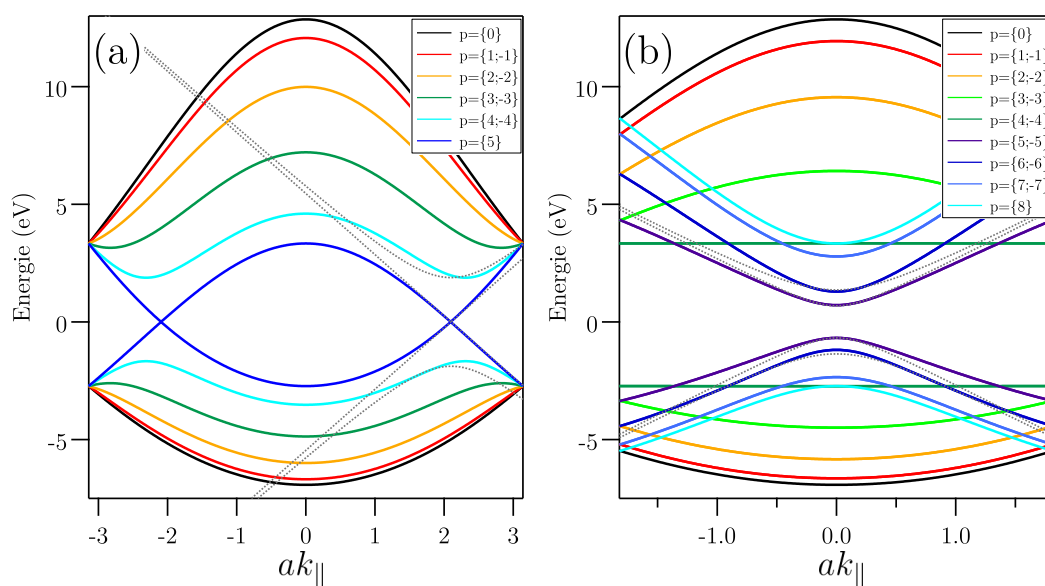 (a)
p={0}
p={1;-1}
p={2;-2}
p={3;-3}
p={4;-4}
p={5}
Energie (eV)
10
5
0
-5
-3 -2 -1 0 1 2 3
ak||
(b)
p={0}
p={1;-1}
p={2;-2}
p={3;-3}
p={4;-4}
p={5;-5}
p={6;-6}
p={7;-7}
p={8}
Energie (eV)
10
5
0
-5
-1.0 0.0 1.0
ak||